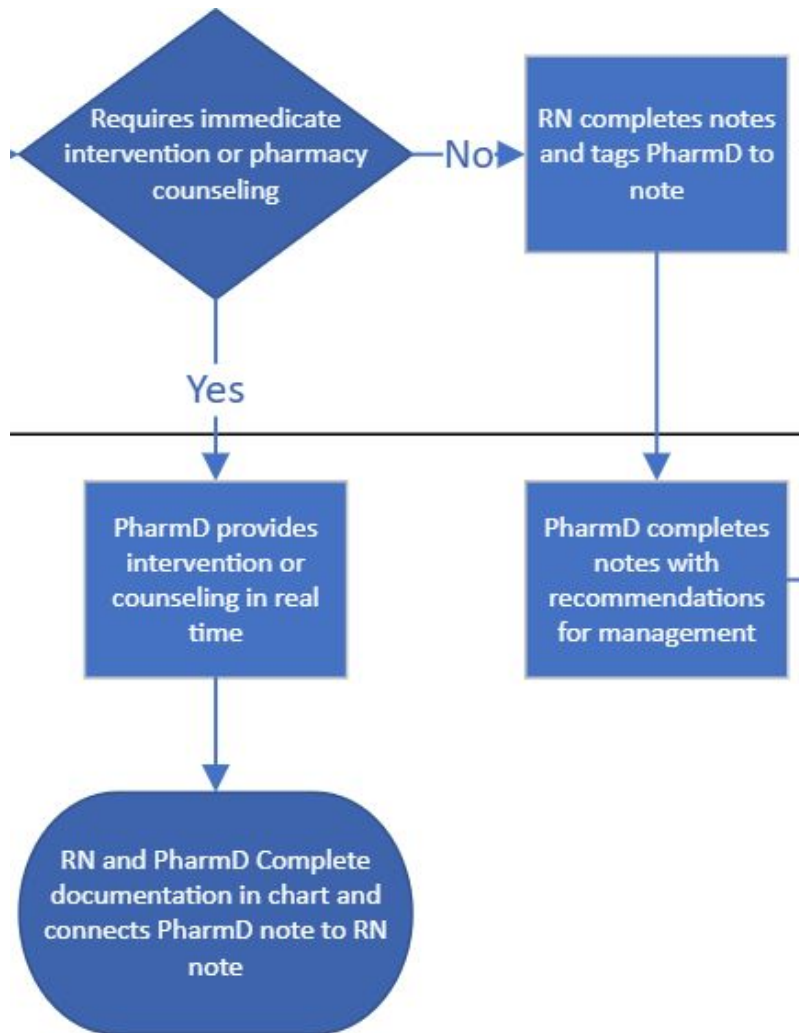 Requires immedicate
intervention or pharmacy
counseling
No
RN completes notes
and tags PharmD to
note
Yes
PharmD provides
intervention or
counseling in real
time
PharmD completes
notes with
recommendations
for management
RN and PharmD Complete
documentation in chart and
connects PharmD note to RN
note